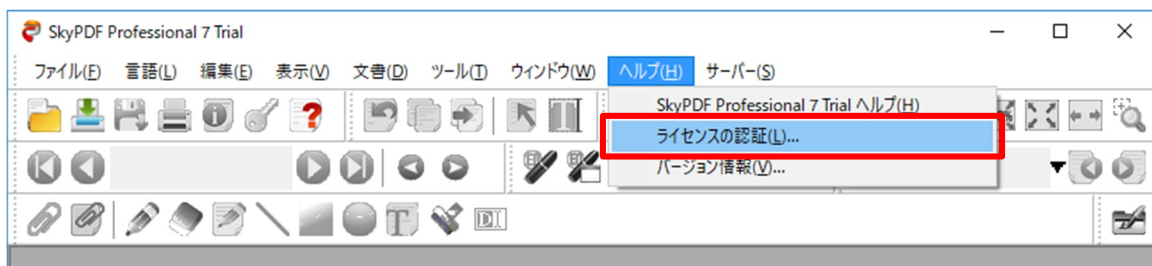 SkyPDF Professional 7 Trial
ファイル(F) 言語(L) 編集(E) 表示(V) 文書(D) ツール(T) ウィンドウ(W) ヘルプ(H) サーバー(S)
SkyPDF Professional 7 Trial ヘルプ(H)
ライセンスの認証(L)...
バージョン情報(V)...